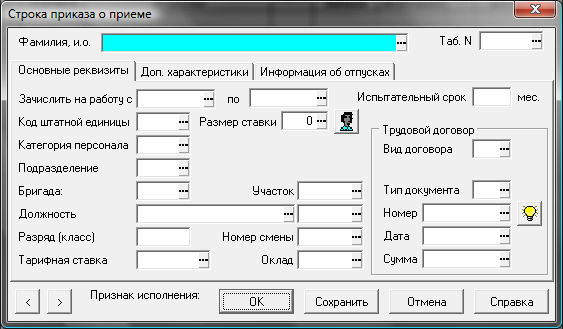 Строка приказа о приеме
Фамилия, и.о. Таб. N
Основные реквизиты Доп. характеристики Информация об отпусках
Зачислить на работу с по Испытательный срок мес.
Код штатной единицы Размер ставки 0
Трудовой договор
Категория персонала Вид договора
Подразделение
Бригада: Участок Тип документа
Должность Номер
Разряд (класс) Номер смены Дата
Тарифная ставка Оклад Сумма
< > Признак исполнения: OK Сохранить Отмена Справка